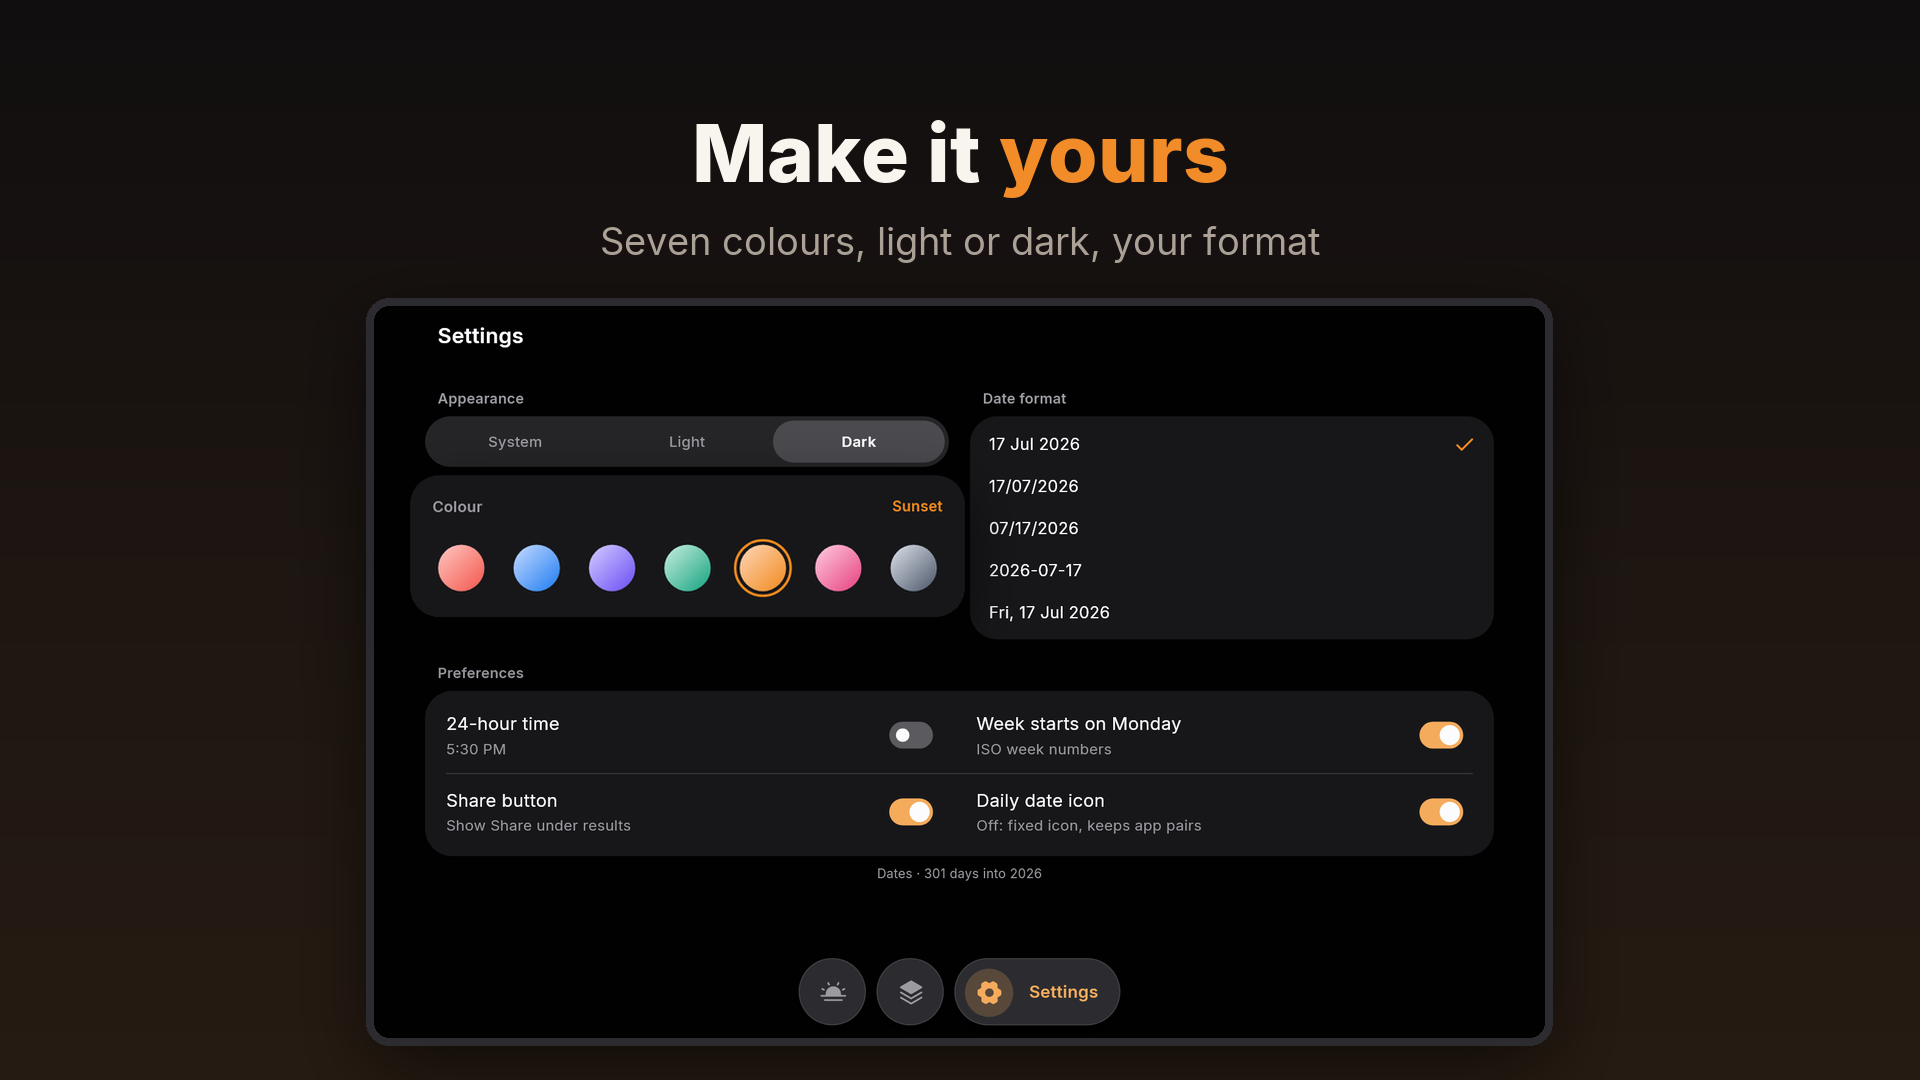 Make it yours
Seven colours, light or dark, your format
Settings
Appearance
System
Light
Dark
Colour
Sunset
Date format
17 Jul 2026
17/07/2026
07/17/2026
2026-07-17
Fri, 17 Jul 2026
Preferences
24-hour time
5:30 PM
Week starts on Monday
ISO week numbers
Share button
Show Share under results
Daily date icon
Off: fixed icon, keeps app pairs
Dates · 301 days into 2026
Settings